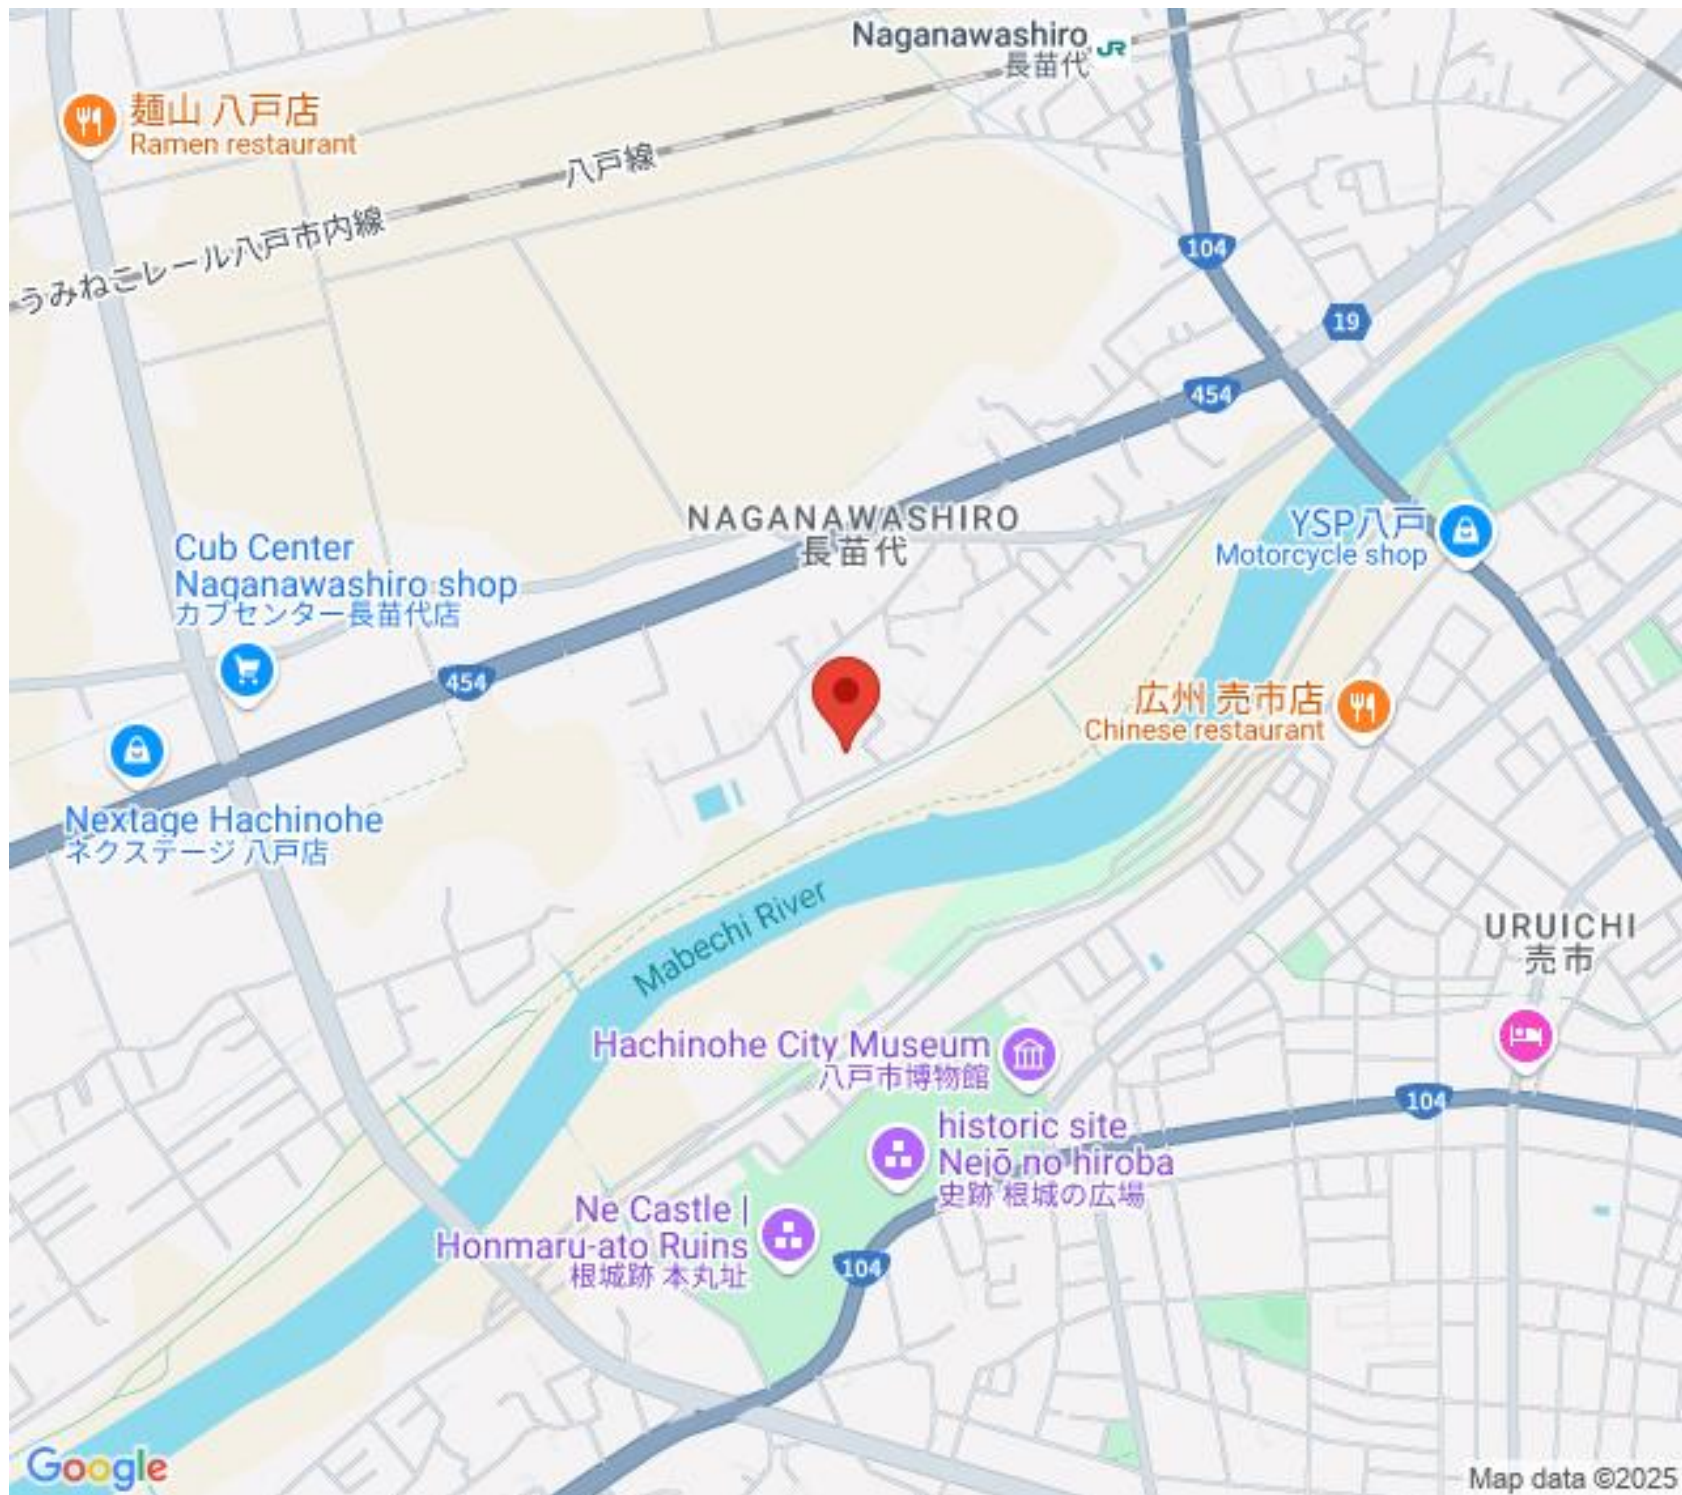 Naganawashiro
長苗代
JR
麺山 八戸店
Ramen restaurant
八戸線
うみねこレール八戸市内線
104
19
454
NAGANAWASHIRO
長苗代
YSP八戸
Motorcycle shop
Cub Center
Naganawashiro shop
カブセンター長苗代店
454
広州 売市店
Chinese restaurant
Nextage Hachinohe
ネクステージ 八戸店
Mabechi River
URUICHI
売市
Hachinohe City Museum
八戸市博物館
104
historic site
Nejō no hiroba
史跡 根城の広場
Ne Castle |
Honmaru-ato Ruins
根城跡 本丸址
104
Google
Map data ©2025